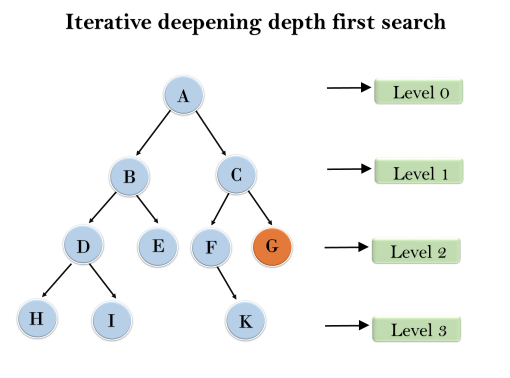 Iterative deepening depth first search
A
Level 0
B
C
Level 1
D
E
F
G
Level 2
H
I
K
Level 3